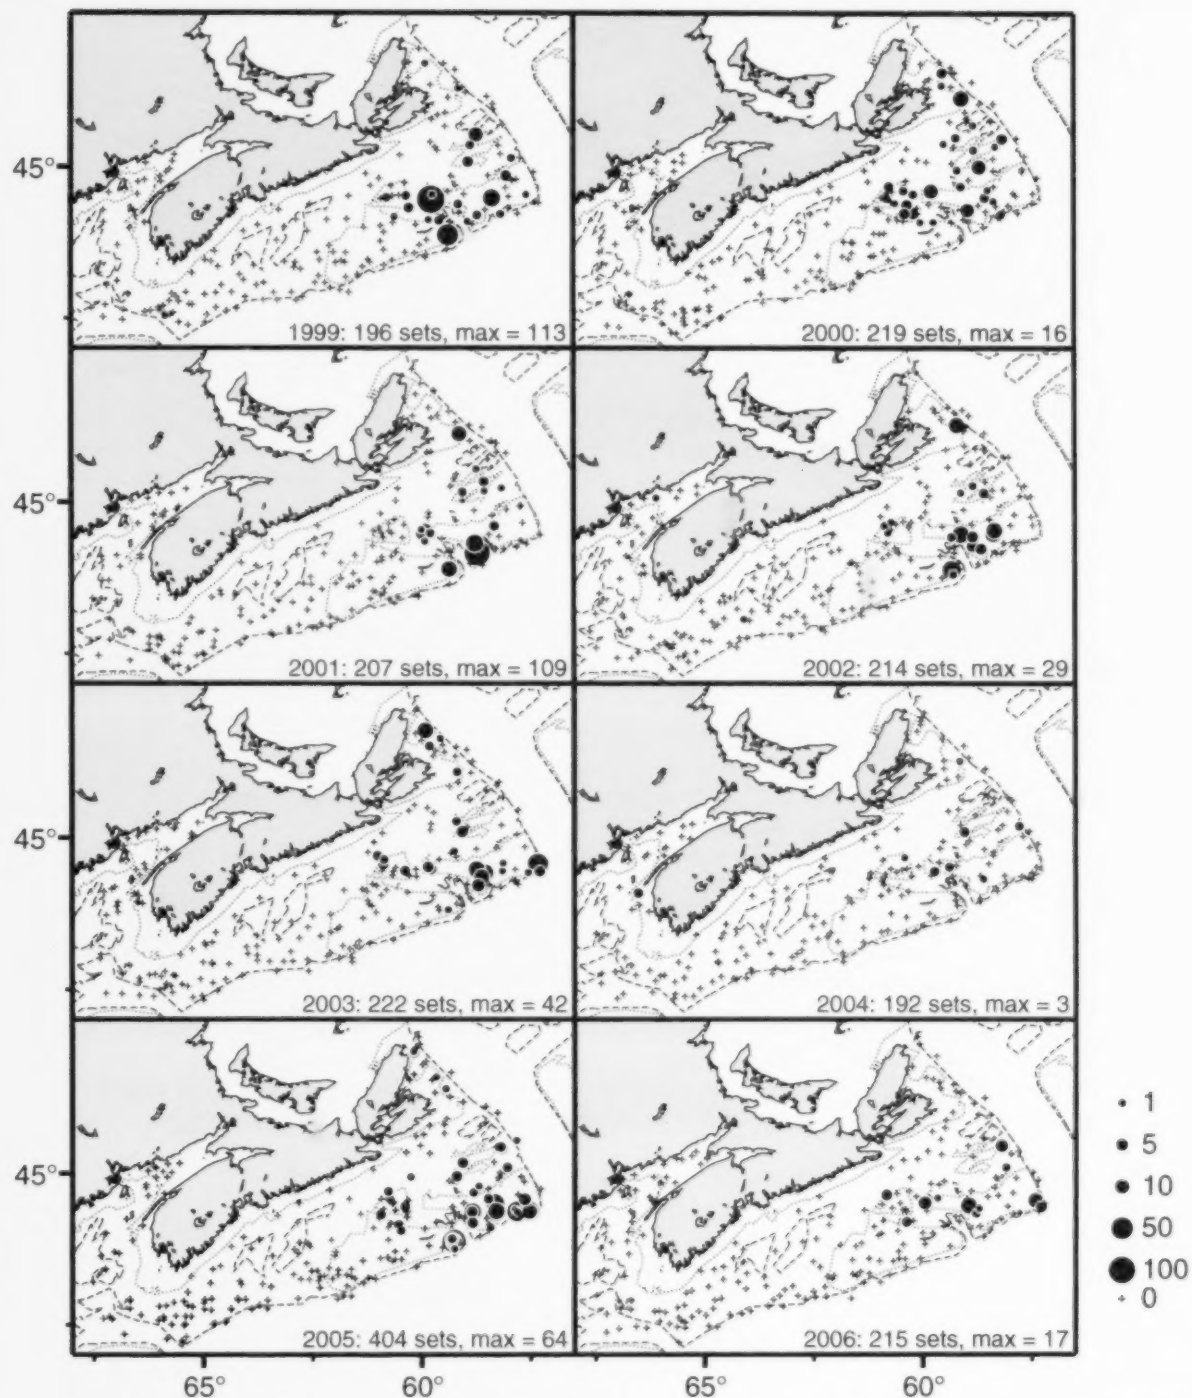 45°
1999: 196 sets, max = 113
2000: 219 sets, max = 16
45°
2001: 207 sets, max = 109
2002: 214 sets, max = 29
45°
2003: 222 sets, max = 42
2004: 192 sets, max = 3
45°
2005: 404 sets, max = 64
2006: 215 sets, max = 17
1
5
10
50
100
0
65°
60°
65°
60°